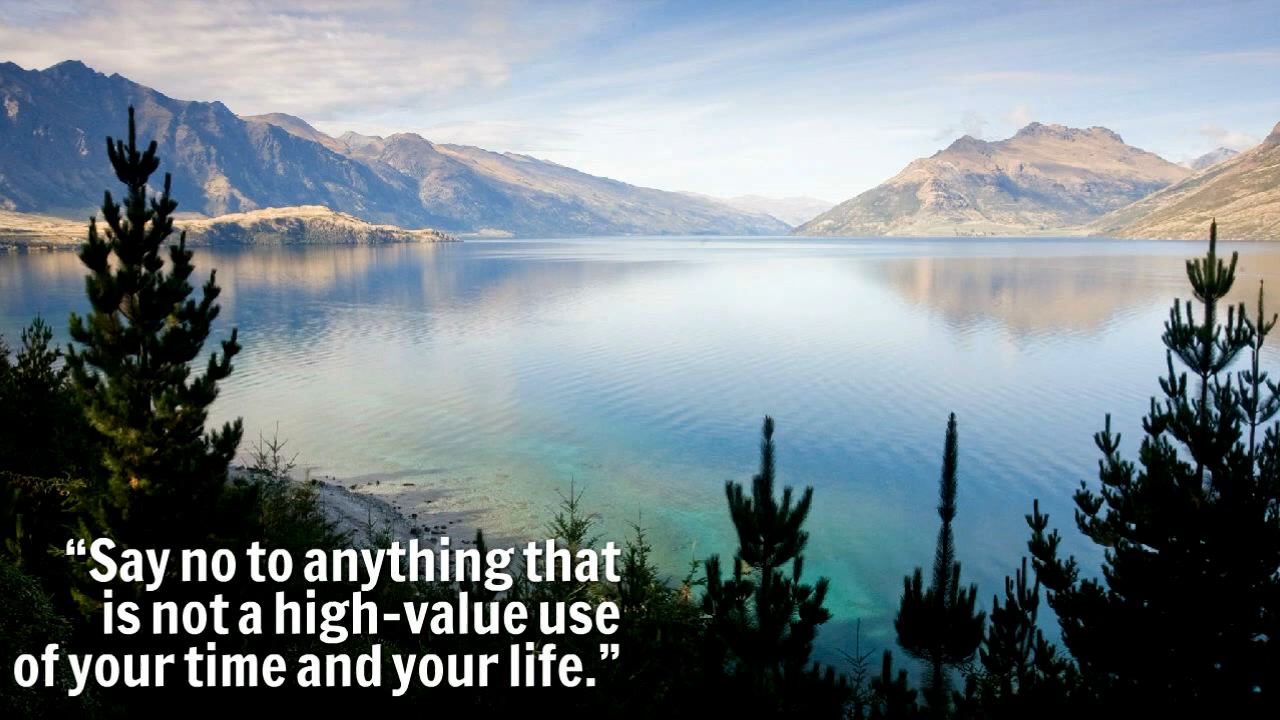 “Say no to anything that
is not a high-value use
of your time and your life.”